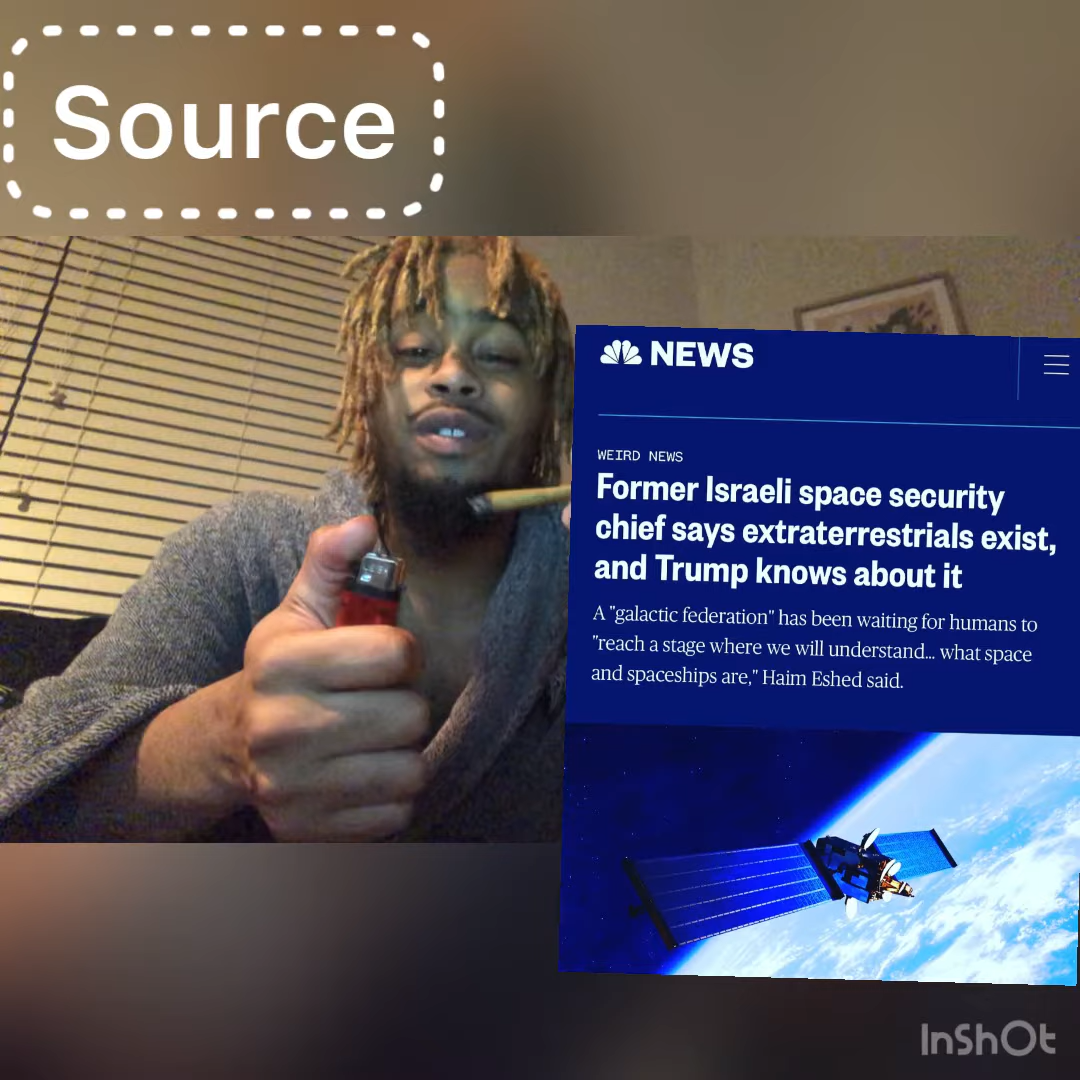 Source
NEWS
WEIRD NEWS
Former Israeli space security
chief says extraterrestrials exist,
and Trump knows about it
A "galactic federation" has been waiting for humans to
"reach a stage where we will understand... what space
and spaceships are," Haim Eshed said.
InShOt